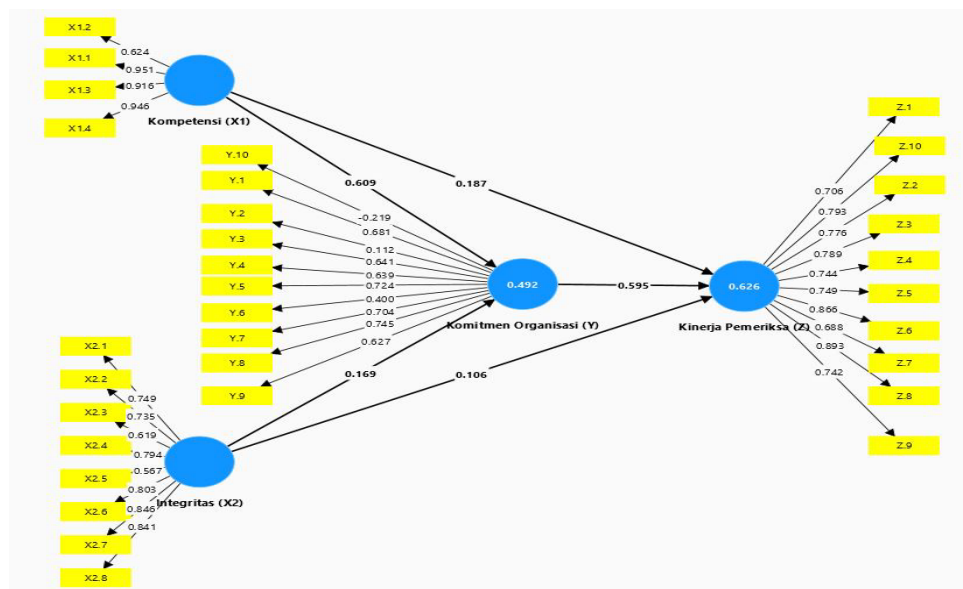 X1.2
X1.1
X1.3
X1.4
0.624
0.951
0.916
0.946
Kompetensi (X1)
Y.10
Y.1
Y.2
Y.3
Y.4
Y.5
Y.6
Y.7
Y.8
Y.9
-0.219
0.681
0.112
0.641
0.639
0.724
0.400
0.704
0.745
0.627
0.609
0.187
0.492
Komitmen Organisasi (Y)
0.595
0.169
0.106
X2.1
X2.2
X2.3
X2.4
X2.5
X2.6
X2.7
X2.8
0.749
0.735
0.619
0.794
0.567
0.803
0.846
0.841
Integritas (X2)
0.626
Kinerja Pemeriksa (Z)
0.706
0.793
0.776
0.789
0.744
0.749
0.866
0.688
0.893
0.742
Z.1
Z.10
Z.2
Z.3
Z.4
Z.5
Z.6
Z.7
Z.8
Z.9